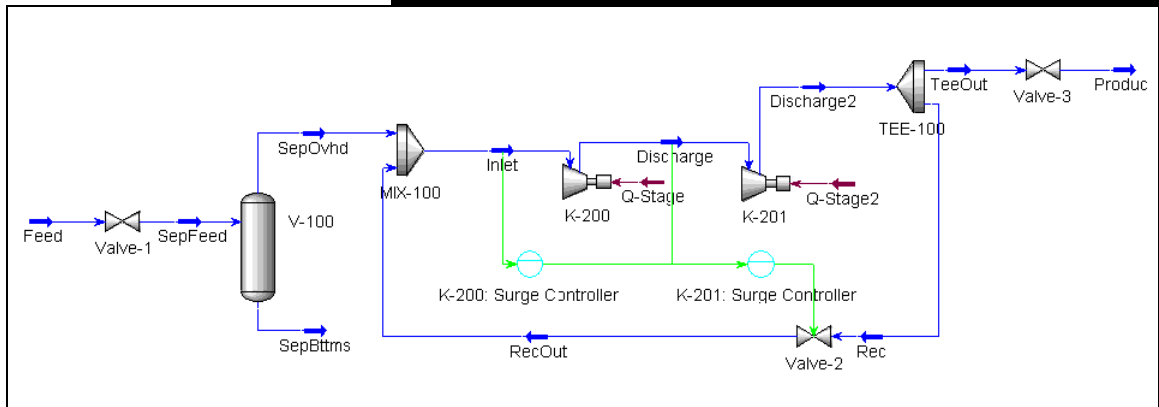 TeeOut
Valve-3
Produc
Discharge2
TEE-100
SepOvhd
MIX-100
Inlet
Discharge
K-200
Q-Stage
K-201
Q-Stage2
Feed
Valve-1
SepFeed
V-100
K-200: Surge Controller
K-201: Surge Controller
SepBttms
RecOut
Valve-2
Rec